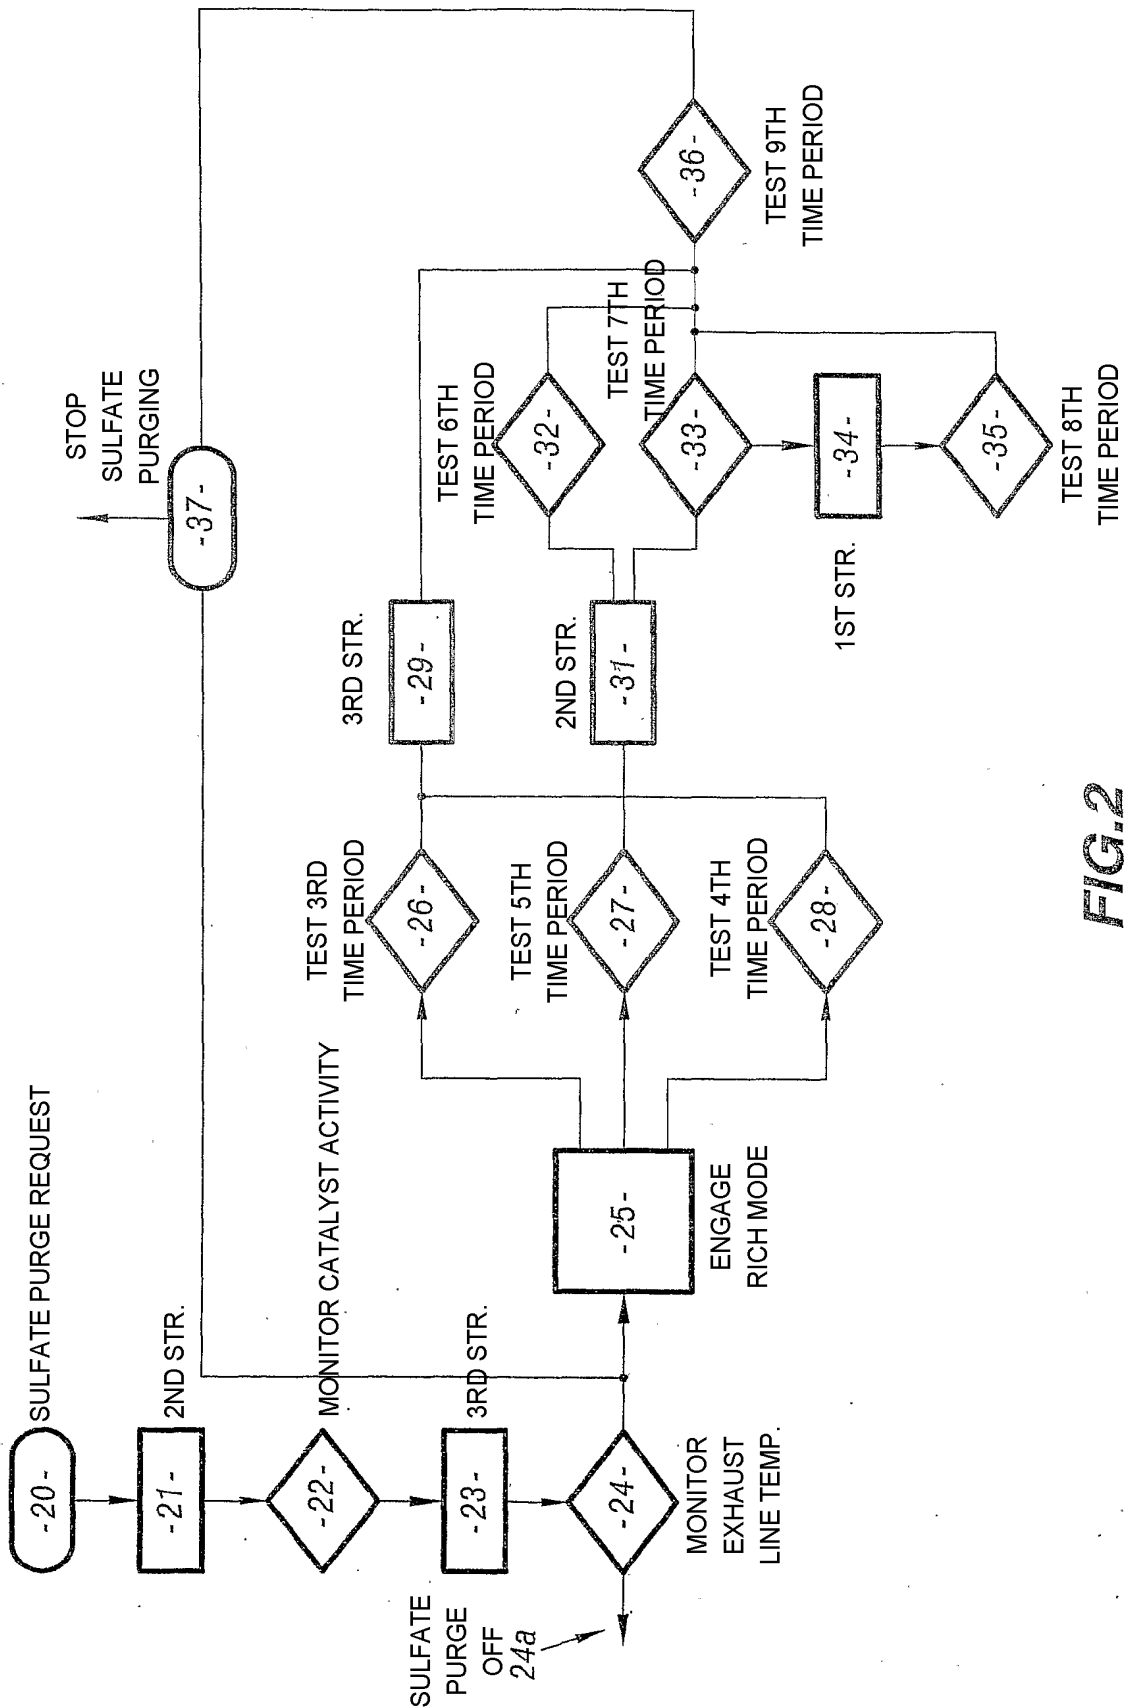 SULFATE PURGE REQUEST
-20-
2ND STR.
-21-
MONITOR CATALYST ACTIVITY
-22-
3RD STR.
-23-
SULFATE
PURGE
OFF
24a
-24-
MONITOR
EXHAUST
LINE TEMP.
-25-
ENGAGE
RICH MODE
TEST 3RD
TIME PERIOD
-26-
TEST 5TH
TIME PERIOD
-27-
TEST 4TH
TIME PERIOD
-28-
3RD STR.
-29-
2ND STR.
-31-
TEST 6TH
TIME PERIOD
-32-
TEST 7TH
TIME PERIOD
-33-
1ST STR.
-34-
-35-
TEST 8TH
TIME PERIOD
-36-
TEST 9TH
TIME PERIOD
STOP
SULFATE
PURGING
-37-
FIG.2